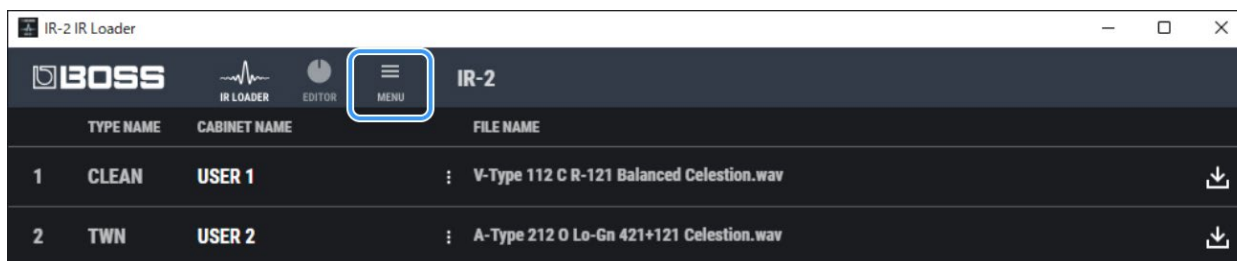 IR-2 IR Loader
BOSS IR LOADER EDITOR MENU IR-2
TYPE NAME CABINET NAME FILE NAME
1 CLEAN USER 1 V-Type 112 C R-121 Balanced Celestion.wav
2 TWN USER 2 A-Type 212 O Lo-Gn 421+121 Celestion.wav